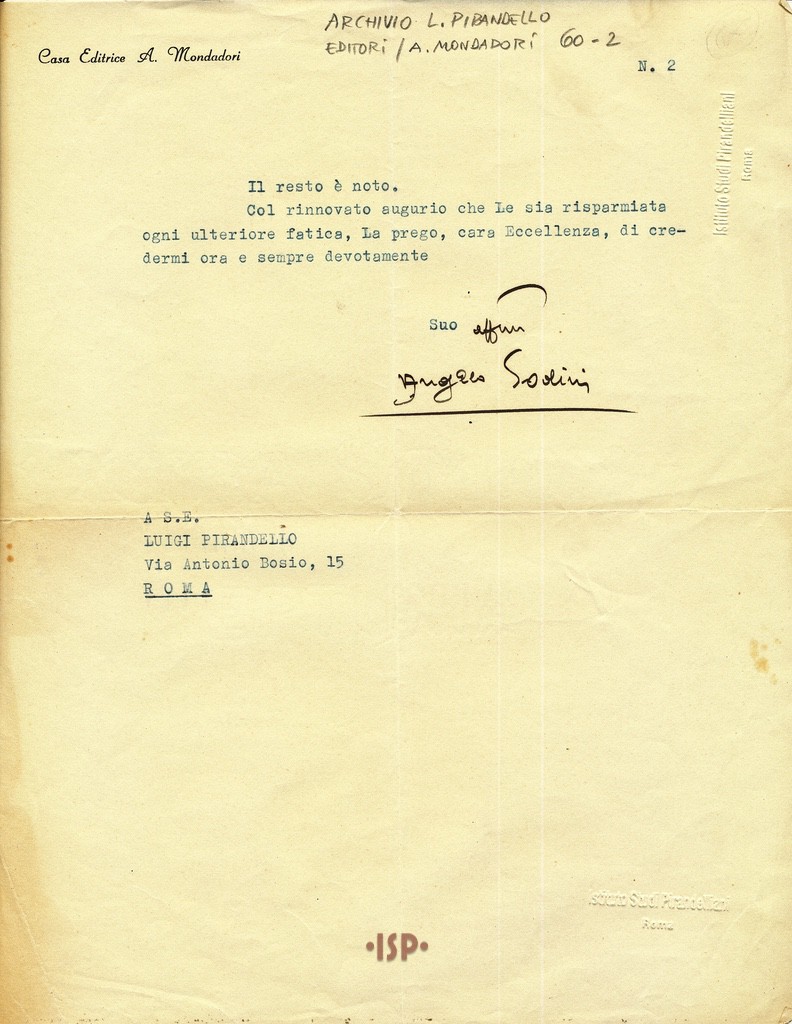 ARCHIVIO L. PIRANDELLO
EDITORI / A. MONDADORI 60-2
Casa Editrice A. Mondadori
N. 2
Istituto Studi Pirandelliani
Roma
Il resto è noto.
Col rinnovato augurio che Le sia risparmiata
ogni ulteriore fatica, La prego, cara Eccellenza, di cre-
dermi ora e sempre devotamente
Suo
Angelo Sodini
A S.E.
LUIGI PIRANDELLO
Via Antonio Bosio, 15
R O M A
Istituto Studi Pirandelliani
Roma
•ISP•